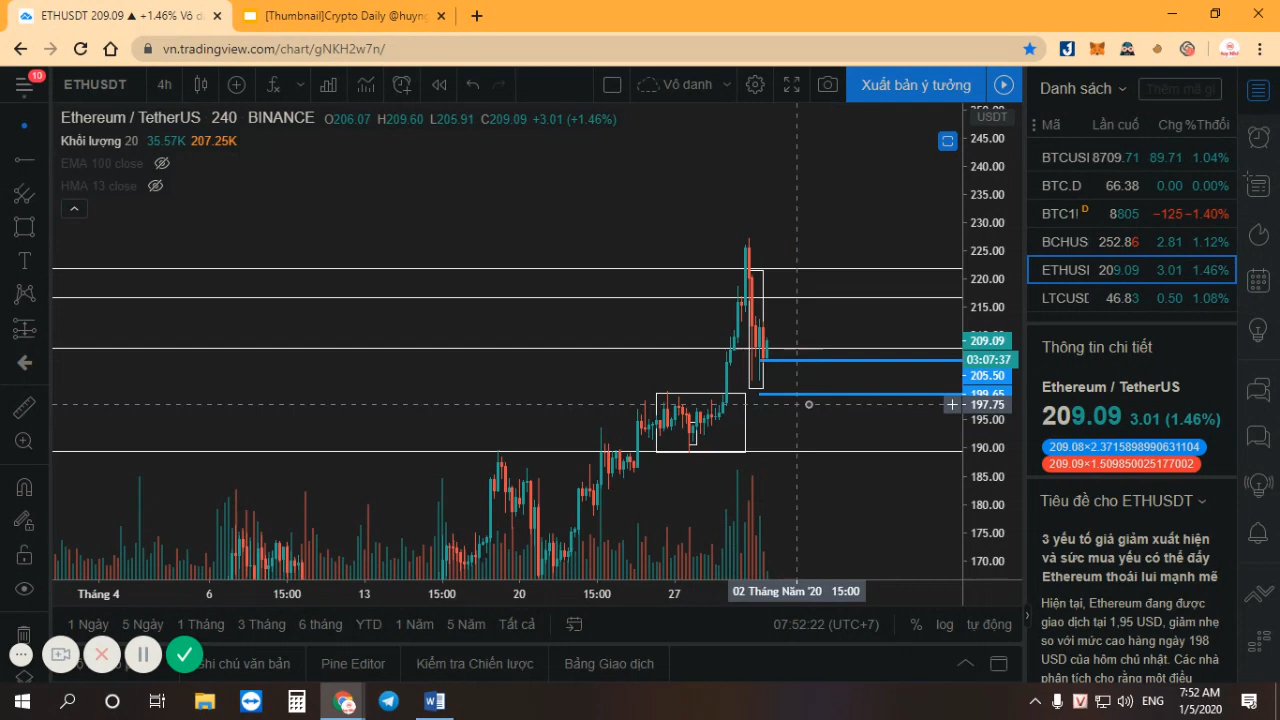 ETHUSDT 209.09 ▲ +1.46% Vô
[Thumbnail]Crypto Daily @huyng
vn.tradingview.com/chart/gNKH2w7n/
10
ETHUSDT 4h Vô danh Xuất bản ý tưởng
Danh sách Thêm mã gi
Ethereum / TetherUS 240 BINANCE O206.07 H209.60 L205.91 C209.09 +3.01 (+1.46%)
Khối lượng 20 35.57K 207.25K
EMA 100 close
HMA 13 close
USDT
245.00
240.00
235.00
230.00
225.00
220.00
215.00
209.09
03:07:37
205.50
199.65
197.75
195.00
190.00
185.00
180.00
175.00
170.00
Mã Lần cuố Chg %Thđổi
BTCUSI 8709.71 89.71 1.04%
BTC.D 66.38 0.00 0.00%
BTC1! D 8805 −125 −1.40%
BCHUS 252.86 2.81 1.12%
ETHUSI 209.09 3.01 1.46%
LTCUSD 46.83 0.50 1.08%
Thông tin chi tiết
Ethereum / TetherUS
209.09 3.01 (1.46%)
209.08×2.3715898990631104
209.09×1.509850025177002
Tiêu đề cho ETHUSDT
3 yếu tố giá giảm xuất hiện
và sức mua yếu có thể đẩy
Ethereum thoái lui mạnh mẽ
Hiện tại, Ethereum đang được
giao dịch tại 1,95 USD, giảm nhẹ
so với mức cao hàng ngày 198
USD của hôm chủ nhật. Các nhà
phân tích cho rằng một điều
Tháng 4 6 15:00 13 15:00 20 15:00 27 02 Tháng Năm '20 15:00
1 Ngày 5 Ngày 1 Tháng 3 Tháng 6 tháng YTD 1 Năm 5 Năm Tất cả 07:52:22 (UTC+7) % log tự động
Ghi chú văn bản Pine Editor Kiểm tra Chiến lược Bảng Giao dịch
ENG 7:52 AM
1/5/2020